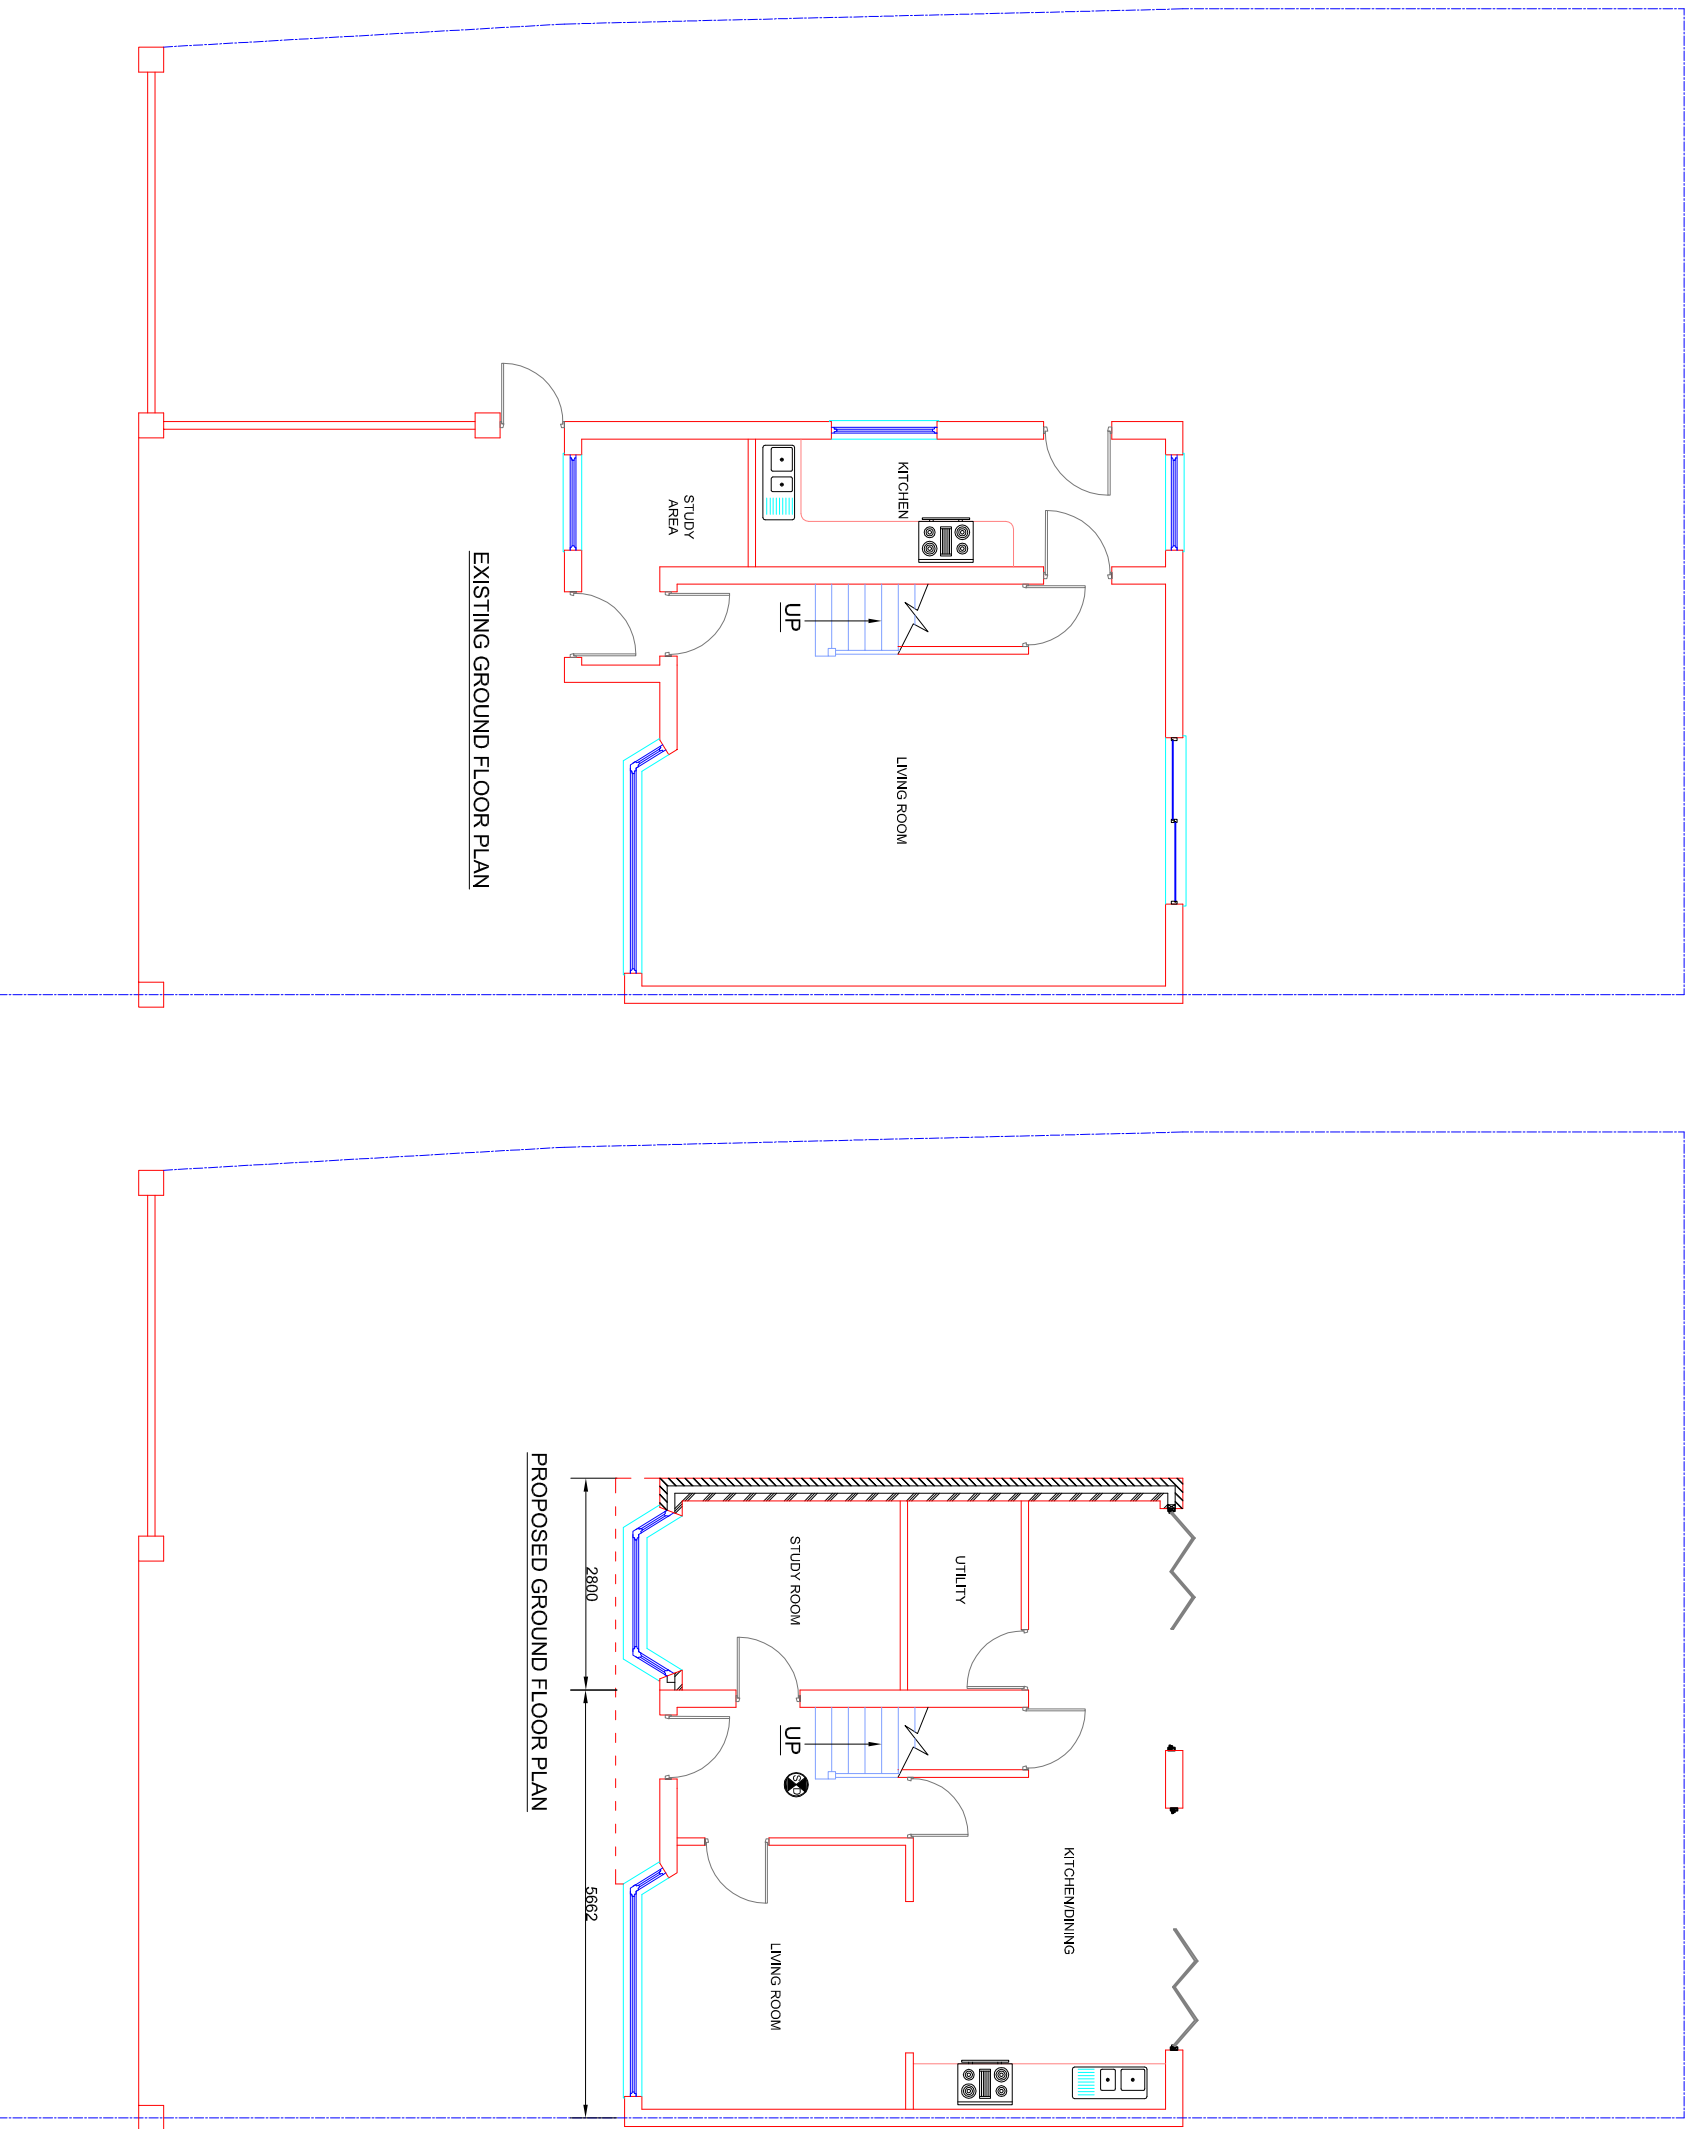 KITCHEN
STUDY
AREA
UP
LIVING ROOM
EXISTING GROUND FLOOR PLAN
STUDY ROOM
UTILITY
2800
UP
SD
KITCHEN/DINING
5662
LIVING ROOM
PROPOSED GROUND FLOOR PLAN